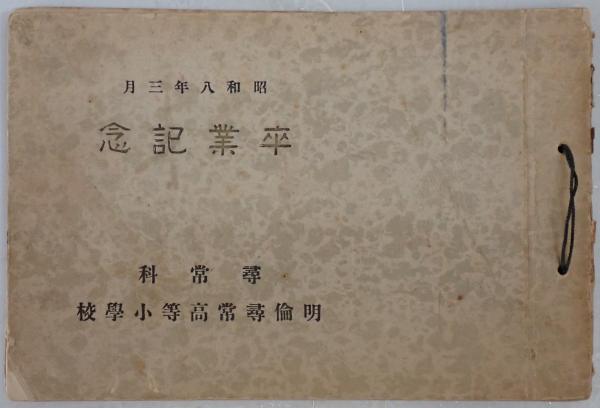 昭和八年三月
卒業記念
尋常科
明倫尋常高等小學校